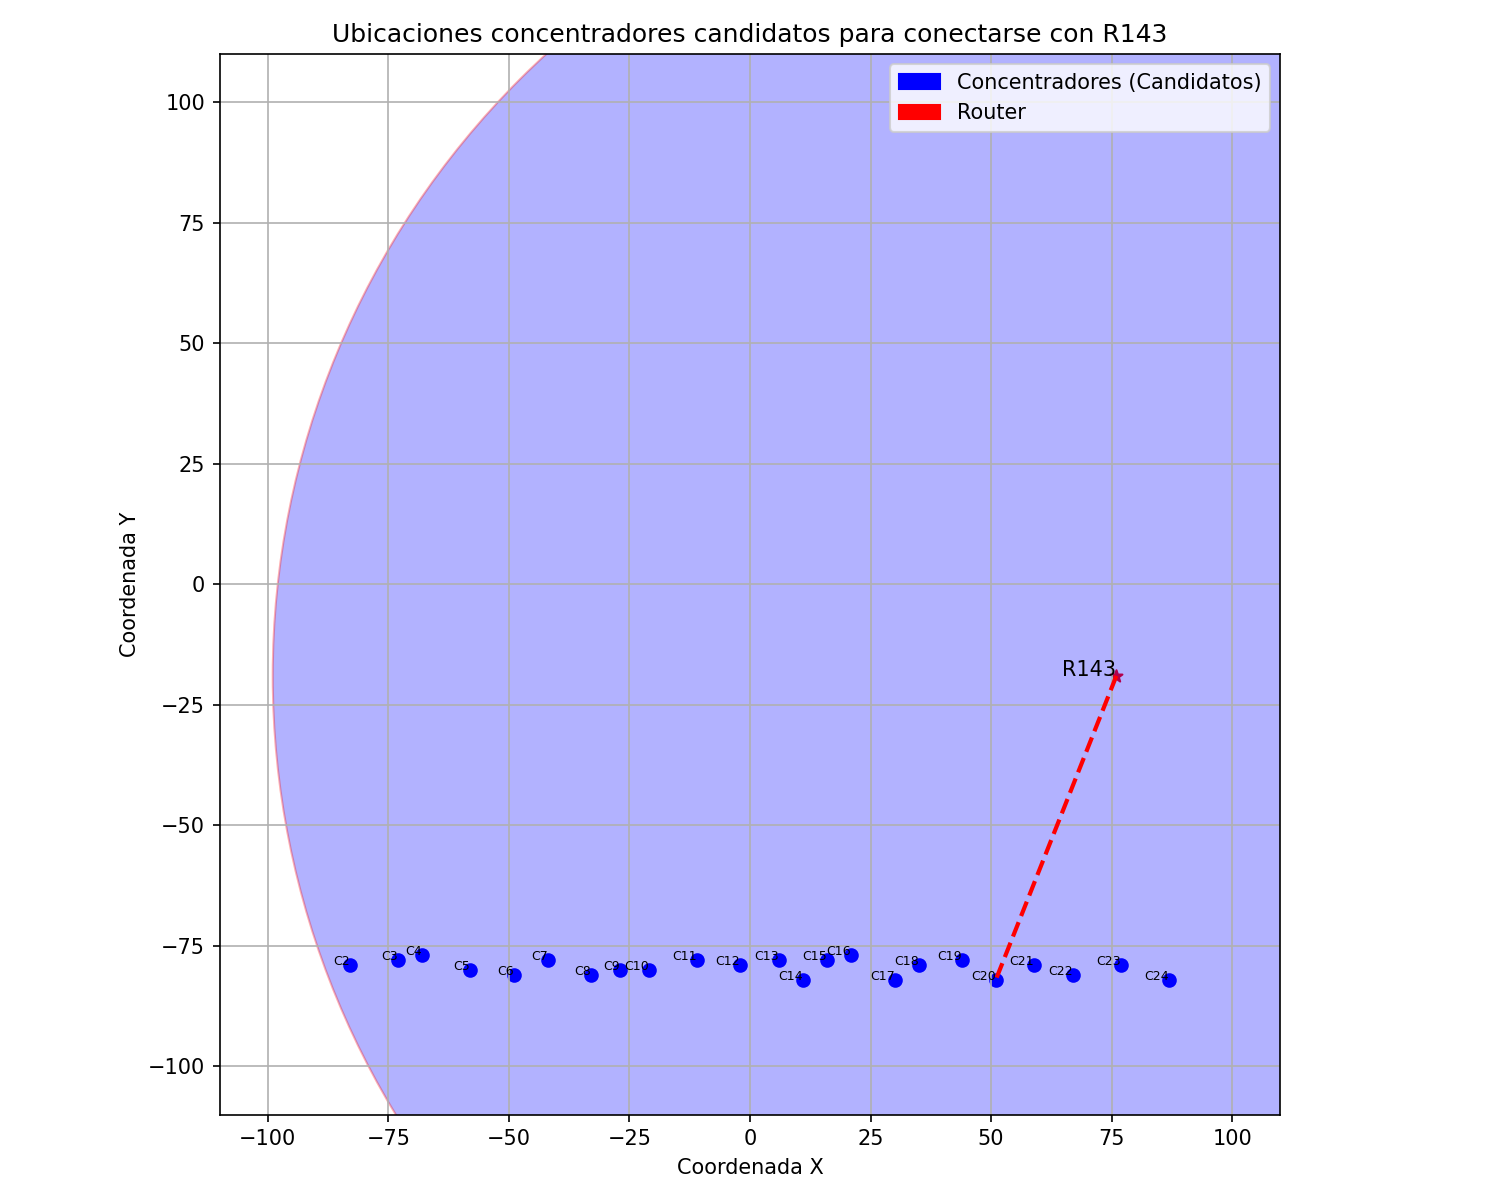 Ubicaciones concentradores candidatos para conectarse con R143
Concentradores (Candidatos)
Router
100
75
50
25
0
−25
−50
−75
−100
Coordenada Y
R143
C2
C3
C4
C5
C6
C7
C8
C9
C10
C11
C12
C13
C14
C15
C16
C17
C18
C19
C20
C21
C22
C23
C24
−100
−75
−50
−25
0
25
50
75
100
Coordenada X